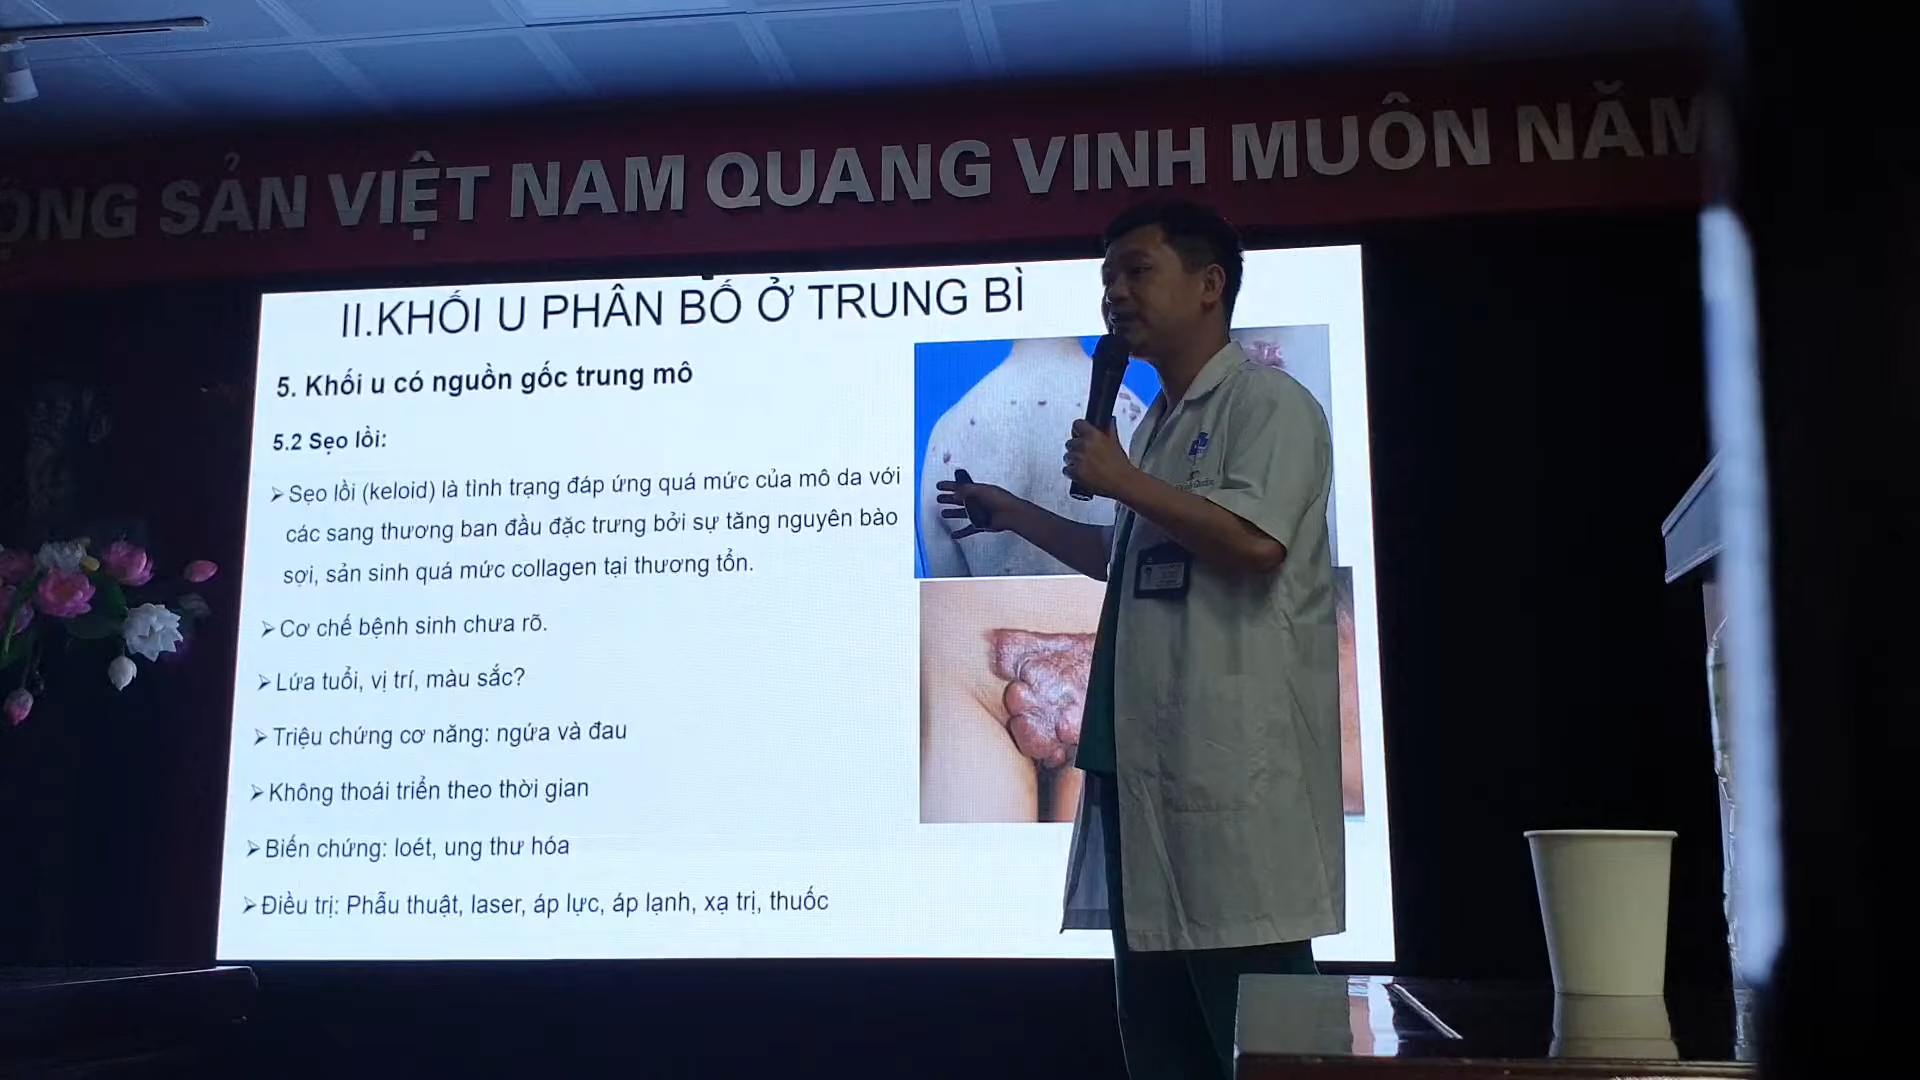 ỘNG SẢN VIỆT NAM QUANG VINH MUÔN NĂM
II.KHỐI U PHÂN BỐ Ở TRUNG BÌ
5. Khối u có nguồn gốc trung mô
5.2 Sẹo lồi:
➢Sẹo lồi (keloid) là tình trạng đáp ứng quá mức của mô da với
các sang thương ban đầu đặc trưng bởi sự tăng nguyên bào
sợi, sản sinh quá mức collagen tại thương tổn.
➢Cơ chế bệnh sinh chưa rõ.
➢Lứa tuổi, vị trí, màu sắc?
➢Triệu chứng cơ năng: ngứa và đau
➢Không thoái triển theo thời gian
➢Biến chứng: loét, ung thư hóa
➢Điều trị: Phẫu thuật, laser, áp lực, áp lạnh, xạ trị, thuốc